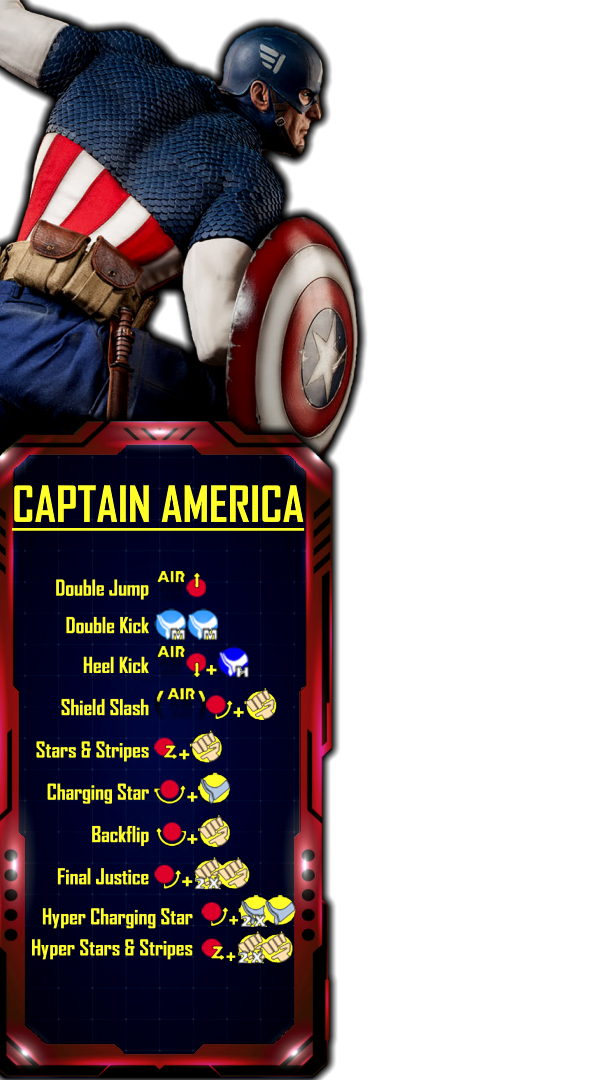 CAPTAIN AMERICA
Double Jump AIR
Double Kick M M
Heel Kick AIR + H
Shield Slash ( AIR ) +
Stars & Stripes Z +
Charging Star +
Backflip +
Final Justice + 2X
Hyper Charging Star + 2X
Hyper Stars & Stripes Z + 2X